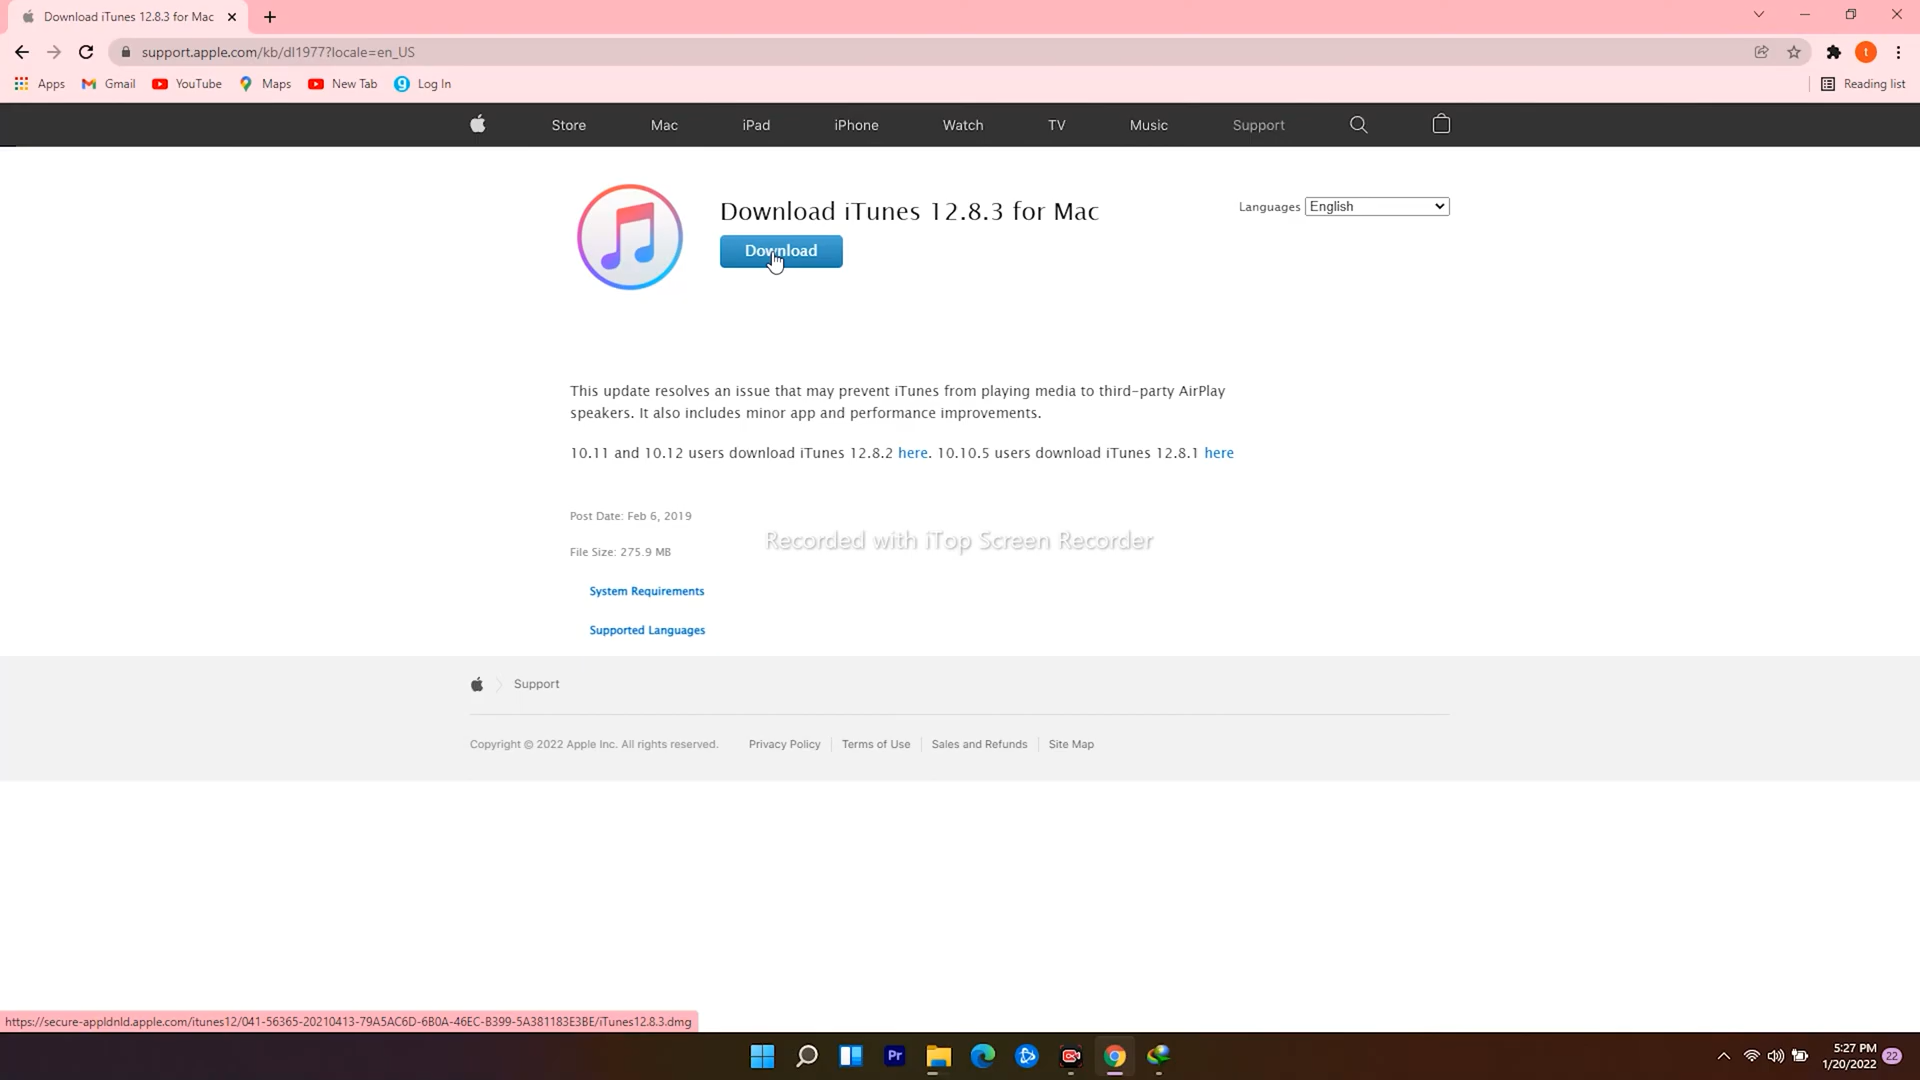 Download iTunes 12.8.3 for Mac
support.apple.com/kb/dl1977?locale=en_US
Apps
Gmail
YouTube
Maps
New Tab
Log In
Reading list
Store
Mac
iPad
iPhone
Watch
TV
Music
Support
Download iTunes 12.8.3 for Mac
Languages English
Download
This update resolves an issue that may prevent iTunes from playing media to third-party AirPlay
speakers. It also includes minor app and performance improvements.
10.11 and 10.12 users download iTunes 12.8.2 here. 10.10.5 users download iTunes 12.8.1 here
Post Date: Feb 6, 2019
Recorded with iTop Screen Recorder
File Size: 275.9 MB
System Requirements
Supported Languages
Support
Copyright © 2022 Apple Inc. All rights reserved.
Privacy Policy
Terms of Use
Sales and Refunds
Site Map
https://secure-appldnld.apple.com/itunes12/041-56365-20210413-79A5AC6D-6B0A-46EC-B399-5A381183E3BE/iTunes12.8.3.dmg
Pr
5:27 PM
1/20/2022
22
t